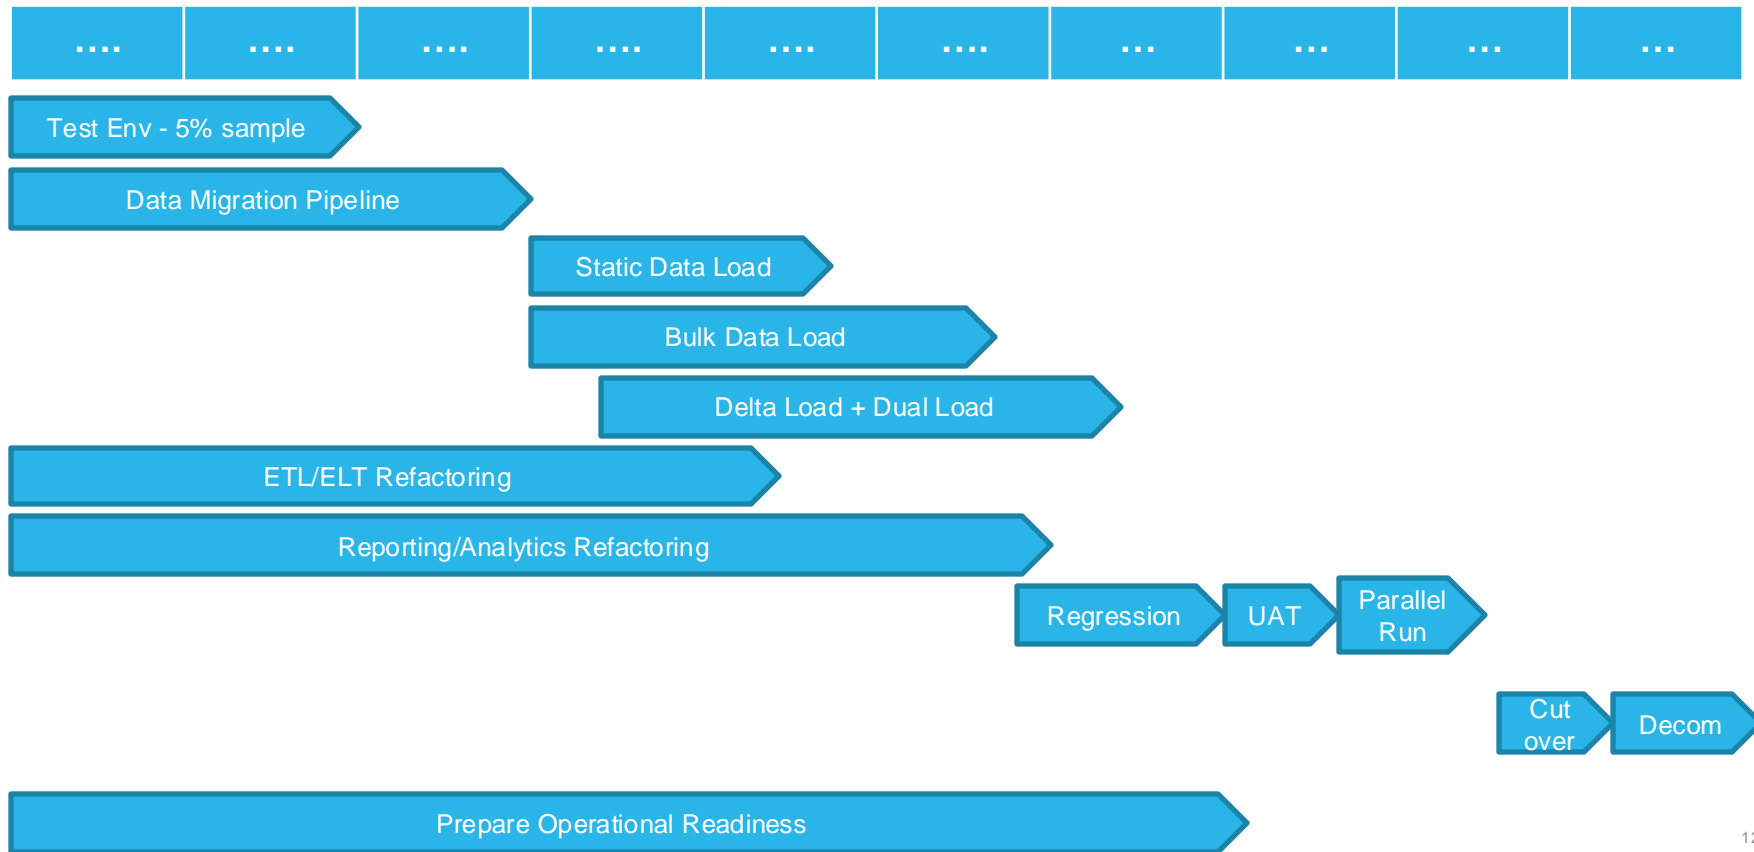 .... .... .... .... .... .... ... ... ... ...
Test Env - 5% sample
Data Migration Pipeline
Static Data Load
Bulk Data Load
Delta Load + Dual Load
ETL/ELT Refactoring
Reporting/Analytics Refactoring
Regression
UAT
Parallel
Run
Cut
over
Decom
Prepare Operational Readiness
12